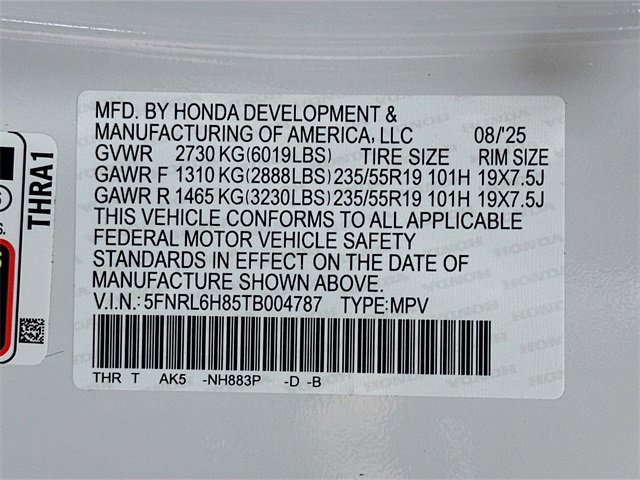 MFD. BY HONDA DEVELOPMENT &
MANUFACTURING OF AMERICA, LLC 08/'25
GVWR 2730 KG(6019LBS) TIRE SIZE RIM SIZE
GAWR F 1310 KG(2888LBS) 235/55R19 101H 19X7.5J
GAWR R 1465 KG(3230LBS) 235/55R19 101H 19X7.5J
THIS VEHICLE CONFORMS TO ALL APPLICABLE
FEDERAL MOTOR VEHICLE SAFETY
STANDARDS IN EFFECT ON THE DATE OF
MANUFACTURE SHOWN ABOVE.
V.I.N.: 5FNRL6H85TB004787 TYPE:MPV
THR T AK5 -NH883P -D -B
THRA1